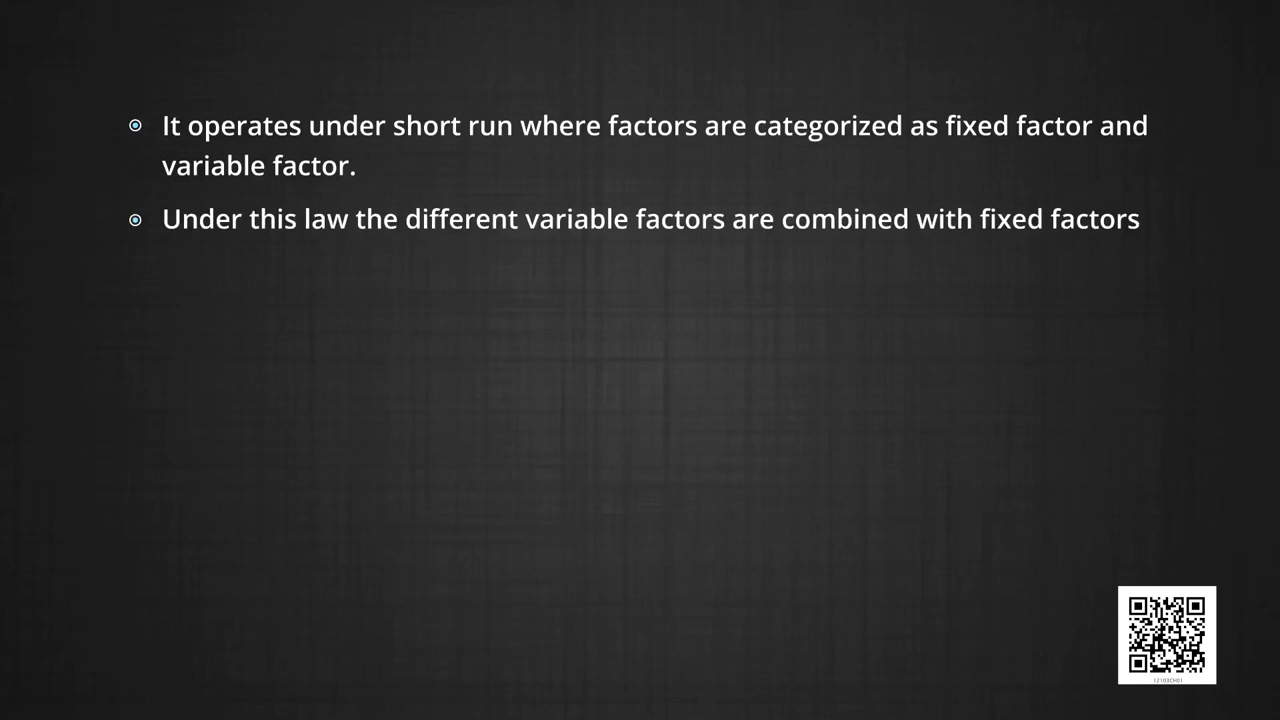 It operates under short run where factors are categorized as fixed factor and
variable factor.
Under this law the different variable factors are combined with fixed factors
12103CH01